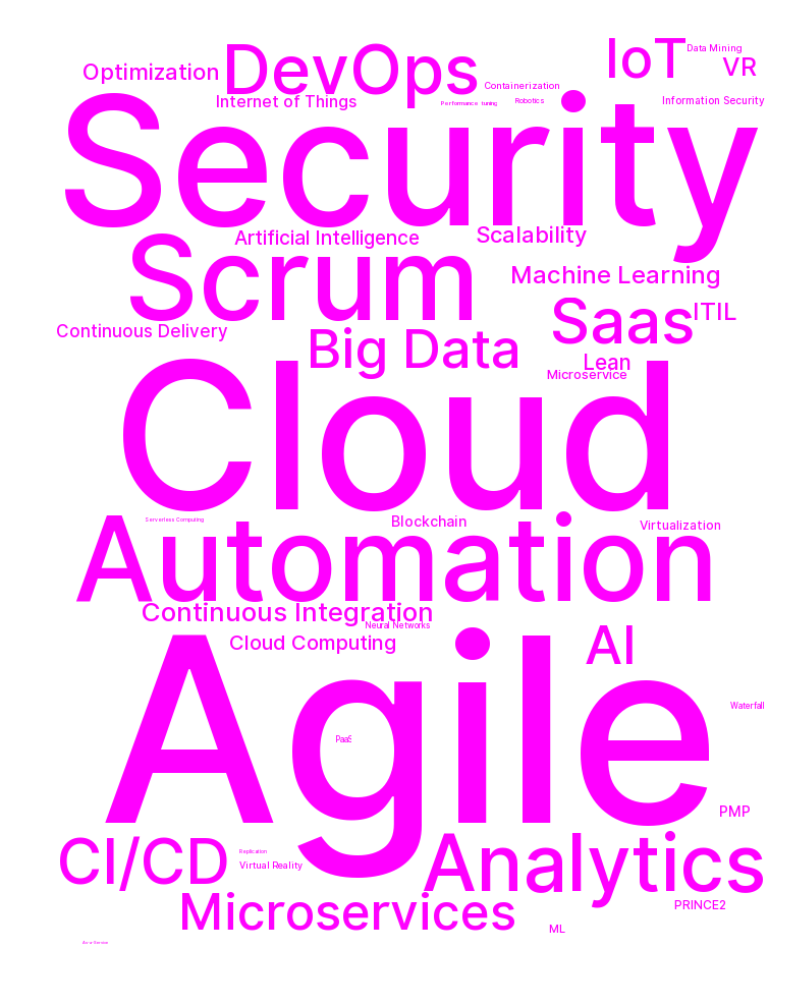 IoT
Data Mining
DevOps
VR
Optimization
Containerization
Internet of Things
Performance tuning
Robotics
Information Security
Security
Artificial Intelligence
Scalability
Scrum
Machine Learning
Saas
ITIL
Continuous Delivery
Big Data
Lean
Microservice
Cloud
Serverless Computing
Blockchain
Virtualization
Automation
Continuous Integration
Neural Networks
Cloud Computing
AI
Agile
Waterfall
PaaS
PMP
CI/CD
Replication
Virtual Reality
Analytics
Microservices
PRINCE2
ML